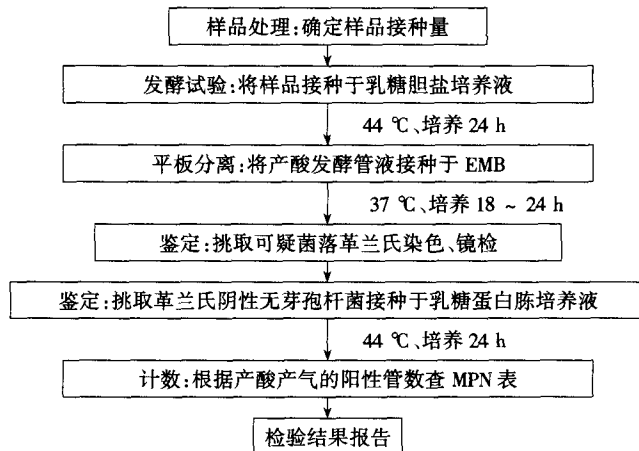 样品处理:确定样品接种量
发酵试验:将样品接种于乳糖胆盐培养液
44 ℃、培养 24 h
平板分离:将产酸发酵管液接种于 EMB
37 ℃、培养 18 ~ 24 h
鉴定:挑取可疑菌落革兰氏染色、镜检
鉴定:挑取革兰氏阴性无芽孢杆菌接种于乳糖蛋白胨培养液
44 ℃、培养 24 h
计数:根据产酸产气的阳性管数查 MPN 表
检验结果报告